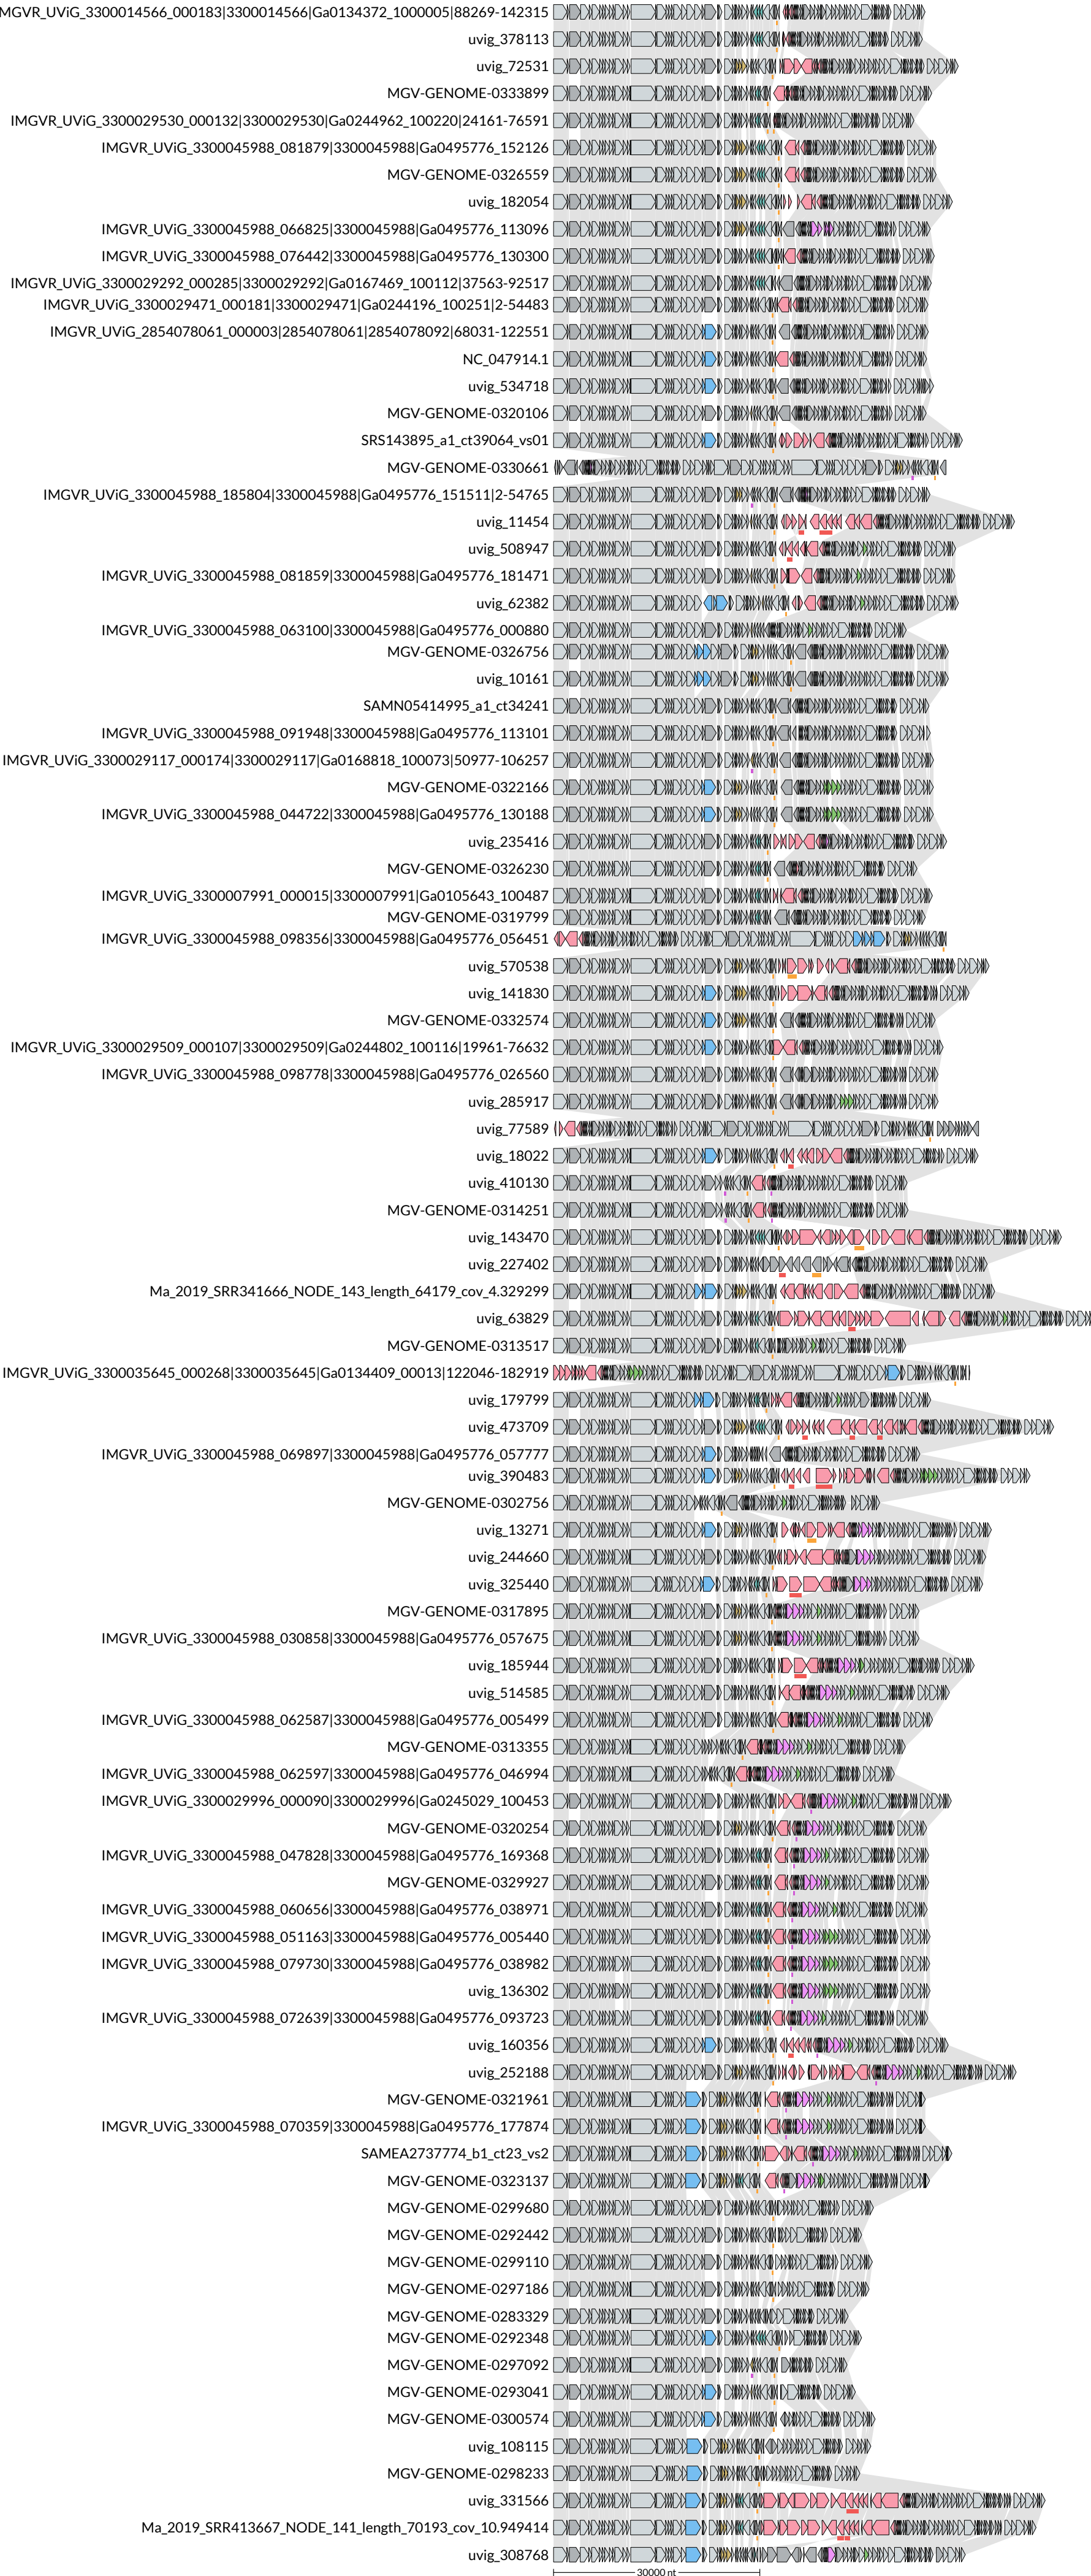 IMGVR_UViG_3300014566_000183|3300014566|Ga0134372_1000005|88269-142315
uvig_378113
uvig_72531
MGV-GENOME-0333899
IMGVR_UViG_3300029530_000132|3300029530|Ga0244962_100220|24161-76591
IMGVR_UViG_3300045988_081879|3300045988|Ga0495776_152126
MGV-GENOME-0326559
uvig_182054
IMGVR_UViG_3300045988_066825|3300045988|Ga0495776_113096
IMGVR_UViG_3300045988_076442|3300045988|Ga0495776_130300
IMGVR_UViG_3300029292_000285|3300029292|Ga0167469_100112|37563-92517
IMGVR_UViG_3300029471_000181|3300029471|Ga0244196_100251|2-54483
IMGVR_UViG_2854078061_000003|2854078061|2854078092|68031-122551
NC_047914.1
uvig_534718
MGV-GENOME-0320106
SRS143895_a1_ct39064_vs01
MGV-GENOME-0330661
IMGVR_UViG_3300045988_185804|3300045988|Ga0495776_151511|2-54765
uvig_11454
uvig_508947
IMGVR_UViG_3300045988_081859|3300045988|Ga0495776_181471
uvig_62382
IMGVR_UViG_3300045988_063100|3300045988|Ga0495776_000880
MGV-GENOME-0326756
uvig_10161
SAMN05414995_a1_ct34241
IMGVR_UViG_3300045988_091948|3300045988|Ga0495776_113101
IMGVR_UViG_3300029117_000174|3300029117|Ga0168818_100073|50977-106257
MGV-GENOME-0322166
IMGVR_UViG_3300045988_044722|3300045988|Ga0495776_130188
uvig_235416
MGV-GENOME-0326230
IMGVR_UViG_3300007991_000015|3300007991|Ga0105643_100487
MGV-GENOME-0319799
IMGVR_UViG_3300045988_098356|3300045988|Ga0495776_056451
uvig_570538
uvig_141830
MGV-GENOME-0332574
IMGVR_UViG_3300029509_000107|3300029509|Ga0244802_100116|19961-76632
IMGVR_UViG_3300045988_098778|3300045988|Ga0495776_026560
uvig_285917
uvig_77589
uvig_18022
uvig_410130
MGV-GENOME-0314251
uvig_143470
uvig_227402
Ma_2019_SRR341666_NODE_143_length_64179_cov_4.329299
uvig_63829
MGV-GENOME-0313517
IMGVR_UViG_3300035645_000268|3300035645|Ga0134409_00013|122046-182919
uvig_179799
uvig_473709
IMGVR_UViG_3300045988_069897|3300045988|Ga0495776_057777
uvig_390483
MGV-GENOME-0302756
uvig_13271
uvig_244660
uvig_325440
MGV-GENOME-0317895
IMGVR_UViG_3300045988_030858|3300045988|Ga0495776_057675
uvig_185944
uvig_514585
IMGVR_UViG_3300045988_062587|3300045988|Ga0495776_005499
MGV-GENOME-0313355
IMGVR_UViG_3300045988_062597|3300045988|Ga0495776_046994
IMGVR_UViG_3300029996_000090|3300029996|Ga0245029_100453
MGV-GENOME-0320254
IMGVR_UViG_3300045988_047828|3300045988|Ga0495776_169368
MGV-GENOME-0329927
IMGVR_UViG_3300045988_060656|3300045988|Ga0495776_038971
IMGVR_UViG_3300045988_051163|3300045988|Ga0495776_005440
IMGVR_UViG_3300045988_079730|3300045988|Ga0495776_038982
uvig_136302
IMGVR_UViG_3300045988_072639|3300045988|Ga0495776_093723
uvig_160356
uvig_252188
MGV-GENOME-0321961
IMGVR_UViG_3300045988_070359|3300045988|Ga0495776_177874
SAMEA2737774_b1_ct23_vs2
MGV-GENOME-0323137
MGV-GENOME-0299680
MGV-GENOME-0292442
MGV-GENOME-0299110
MGV-GENOME-0297186
MGV-GENOME-0283329
MGV-GENOME-0292348
MGV-GENOME-0297092
MGV-GENOME-0293041
MGV-GENOME-0300574
uvig_108115
MGV-GENOME-0298233
uvig_331566
Ma_2019_SRR413667_NODE_141_length_70193_cov_10.949414
uvig_308768
30000 nt